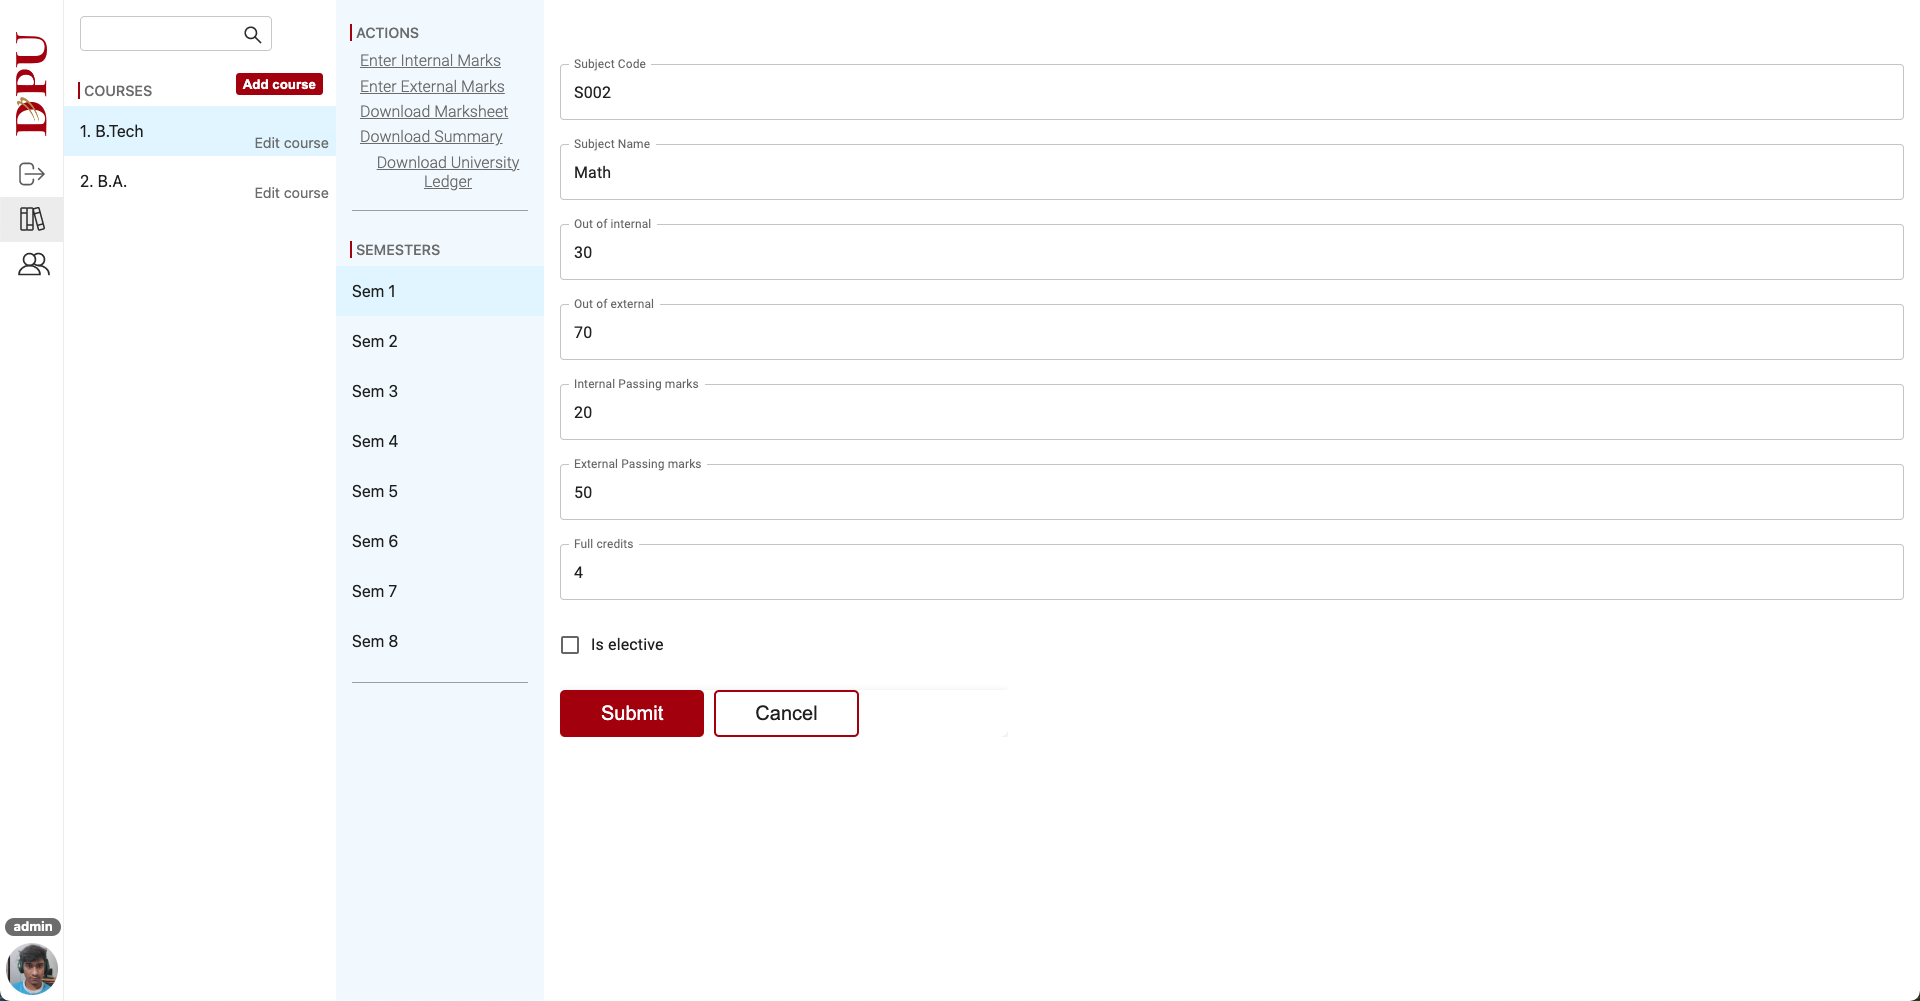 DPU
COURSES
Add course
1. B.Tech
Edit course
2. B.A.
Edit course
admin
ACTIONS
Enter Internal Marks
Enter External Marks
Download Marksheet
Download Summary
Download University
Ledger
SEMESTERS
Sem 1
Sem 2
Sem 3
Sem 4
Sem 5
Sem 6
Sem 7
Sem 8
Subject Code
S002
Subject Name
Math
Out of internal
30
Out of external
70
Internal Passing marks
20
External Passing marks
50
Full credits
4
Is elective
Submit
Cancel